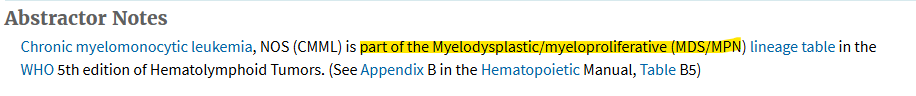 Abstractor Notes
Chronic myelomonocytic leukemia, NOS (CMML) is part of the Myelodysplastic/myeloproliferative (MDS/MPN) lineage table in the
WHO 5th edition of Hematolymphoid Tumors. (See Appendix B in the Hematopoietic Manual, Table B5)